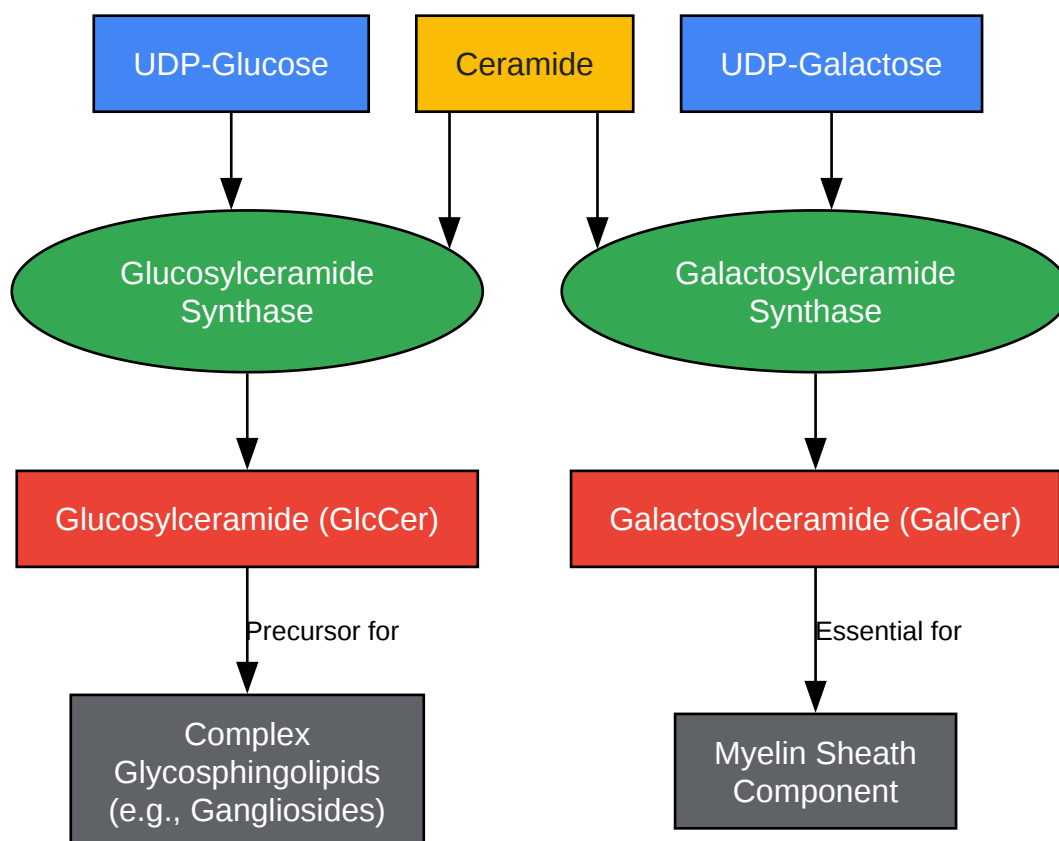 UDP-Glucose
Ceramide
UDP-Galactose
Glucosylceramide
Synthase
Galactosylceramide
Synthase
Glucosylceramide (GlcCer)
Galactosylceramide (GalCer)
Precursor for
Essential for
Complex
Glycosphingolipids
(e.g., Gangliosides)
Myelin Sheath
Component